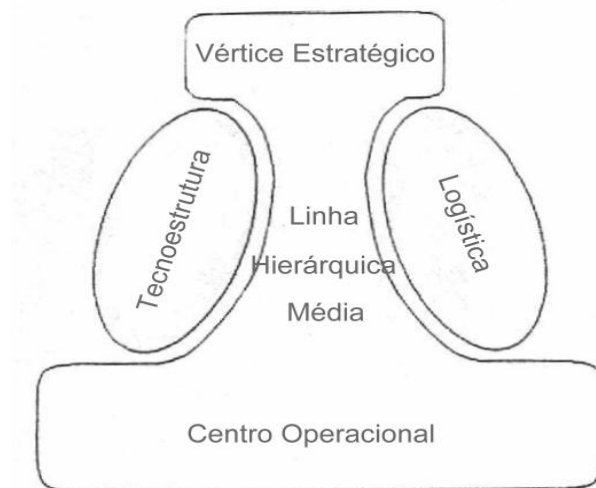 Vértice Estratégico
Tecnoestrutura
Linha
Hierárquica
Média
Logística
Centro Operacional